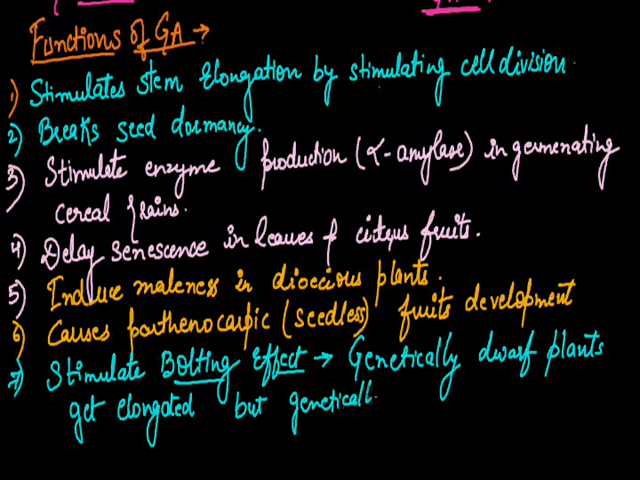 Functions of GA →
1) Stimulates stem Elongation by stimulating cell division.
2) Breaks seed dormancy.
3) Stimulate enzyme production (α-amylase) in germenating
cereal grains.
4) Delay senescence in leaves & citrus fruits.
5) Induce maleness in dioecious plants.
6) Causes parthenocarpic (seedless) fruits development
7) Stimulate Bolting Effect → Genetically dwarf plants
get elongated but geneticall